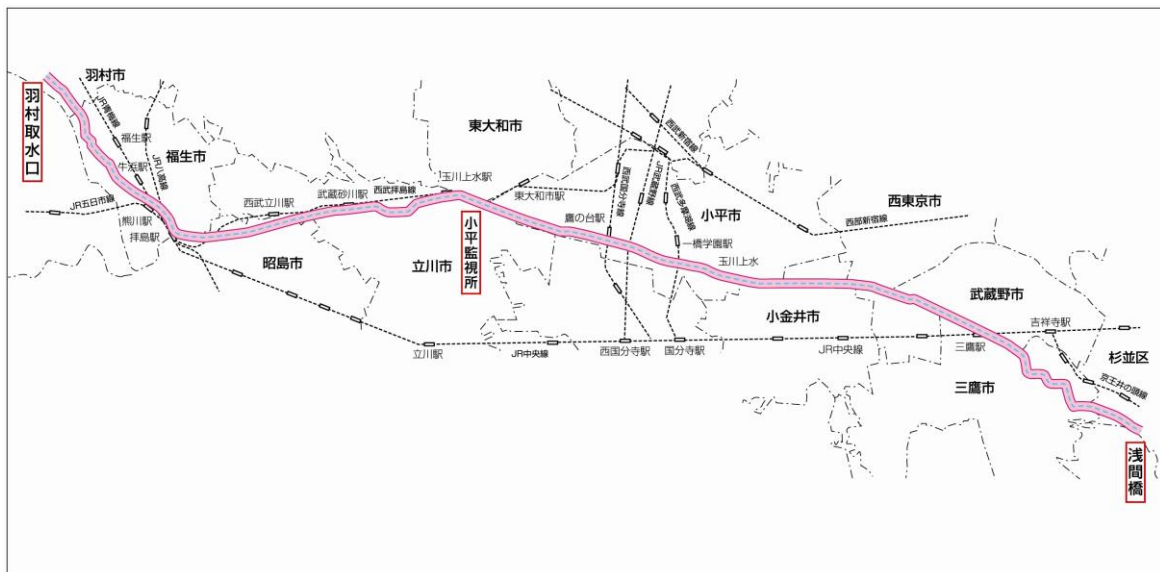 羽村市
羽村取水口
JR青梅線
福生駅
牛浜駅
JR八高線
福生市
JR五日市線
熊川駅
拝島駅
西武立川駅
武蔵砂川駅
西武拝島線
玉川上水駅
昭島市
立川市
小平監視所
東大和市
東大和市駅
鷹の台駅
西武国分寺線
JR武蔵野線
西武多摩湖線
西武新宿線
小平市
一橋学園駅
玉川上水
西東京市
西部新宿線
立川駅
JR中央線
西国分寺駅
国分寺駅
小金井市
JR中央線
武蔵野市
三鷹駅
吉祥寺駅
杉並区
京王井の頭線
三鷹市
浅間橋